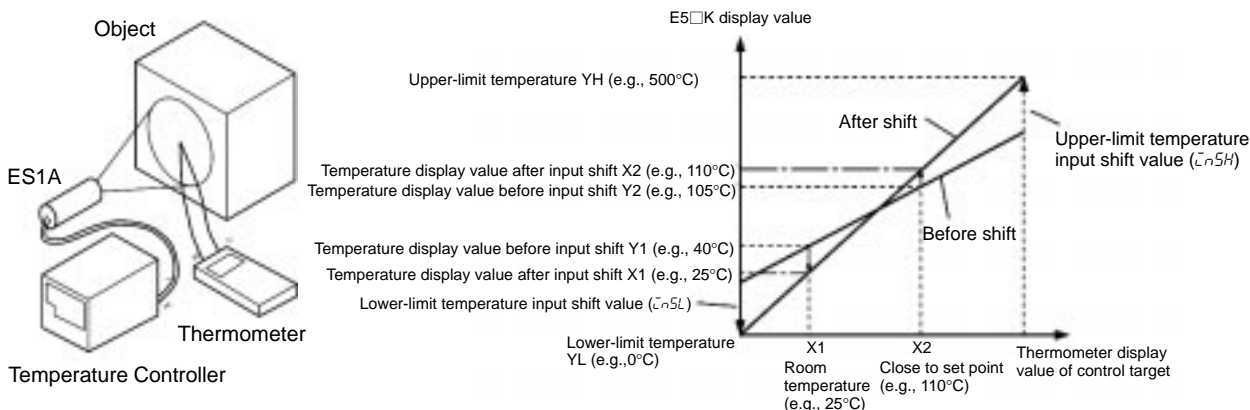 Object
ES1A
Thermometer
Temperature Controller
E5□K display value
Upper-limit temperature YH (e.g., 500°C)
After shift
Upper-limit temperature
input shift value (InSH)
Temperature display value after input shift X2 (e.g., 110°C)
Temperature display value before input shift Y2 (e.g., 105°C)
Before shift
Temperature display value before input shift Y1 (e.g., 40°C)
Temperature display value after input shift X1 (e.g., 25°C)
Lower-limit temperature input shift value (InSL)
Lower-limit temperature
YL (e.g.,0°C)
X1
Room
temperature
(e.g., 25°C)
X2
Close to set point
(e.g., 110°C)
Thermometer display
value of control target